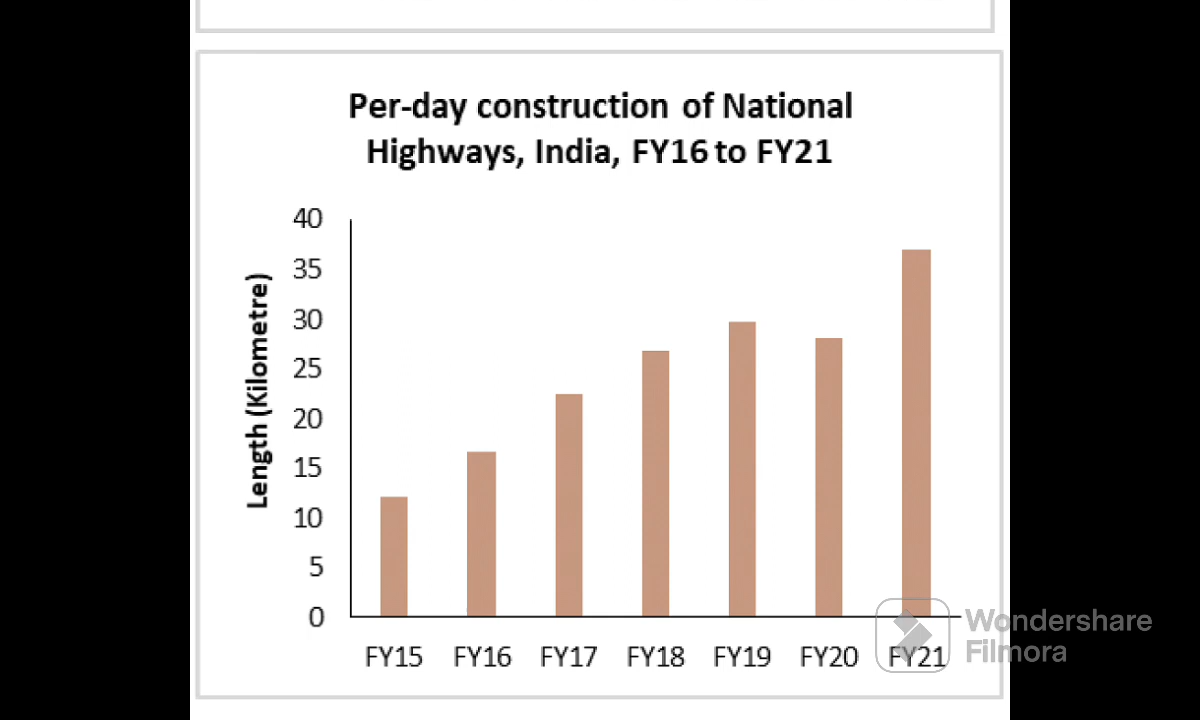 Per-day construction of National
Highways, India, FY16 to FY21
Length (Kilometre)
40
35
30
25
20
15
10
5
0
FY15 FY16 FY17 FY18 FY19 FY20 FY21
Wondershare
Filmora